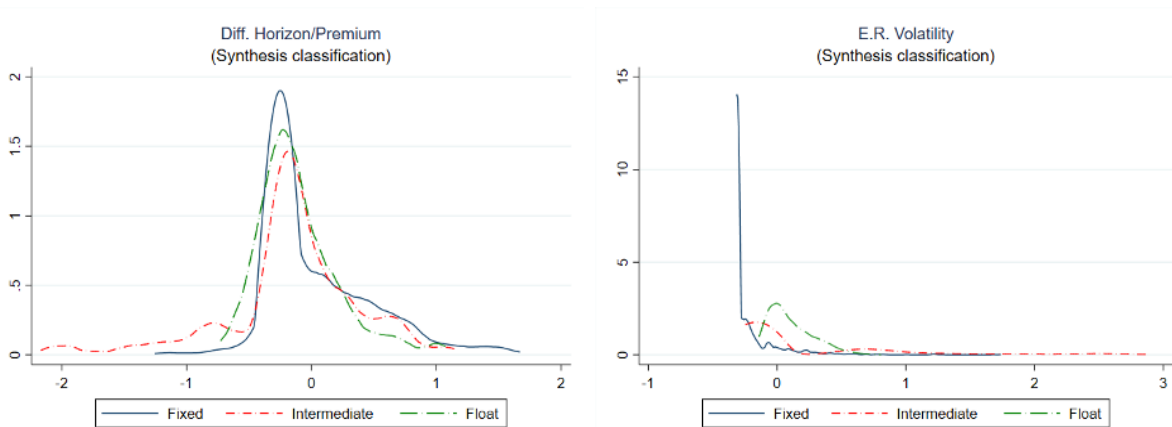 Diff. Horizon/Premium
(Synthesis classification)
2
1.5
1
.5
0
-2
-1
0
1
2
Fixed
Intermediate
Float
E.R. Volatility
(Synthesis classification)
15
10
5
0
-1
0
1
2
3
Fixed
Intermediate
Float